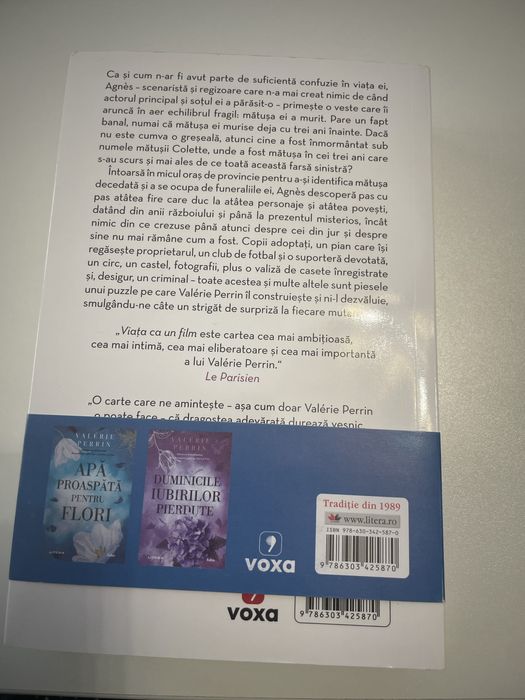 Ca și cum n-ar fi avut parte de suficientă confuzie în viața ei,
Agnès – scenaristă și regizoare care n-a mai creat nimic de când
actorul principal și soțul ei a părăsit-o – primește o veste care îi
aruncă în aer echilibrul fragil: mătușa ei a murit. Pare un fapt
banal, numai că mătușa ei murise deja cu trei ani înainte. Dacă
nu este cumva o greșeală, atunci cine a fost înmormântat sub
numele mătușii Colette, unde a fost mătușa în cei trei ani care
s-au scurs și mai ales de ce toată această farsă sinistră?
Întoarsă în micul oraș de provincie pentru a-și identifica mătușa
decedată și a se ocupa de funeraliile ei, Agnès descoperă pas cu
pas atâtea fire care duc la atâtea personaje și atâtea povești,
datând din anii războiului și până la prezentul misterios, încât
nimic din ce crezuse până atunci despre cei din jur și despre
sine nu mai rămâne cum a fost. Copii adoptați, un pian care își
regăsește proprietarul, un club de fotbal și o suporteră devotată,
un circ, un castel, fotografii, plus o valiză de casete înregistrate
și, desigur, un criminal – toate acestea și multe altele sunt piesele
unui puzzle pe care Valérie Perrin îl construiește și ni-l dezvăluie,
smulgându-ne câte un strigăt de surpriză la fiecare
„Viața ca un film este cartea cea mai ambițioasă,
cea mai intimă, cea mai eliberatoare și cea mai importantă
a lui Valérie Perrin.“
Le Parisien
„O carte care ne amintește – așa cum doar Valérie Perrin
o poate face – că dragostea adevărată durează veșnic
VALÉRIE
PERRIN
APĂ
PROASPĂTĂ
PENTRU
FLORI
VALÉRIE
PERRIN
DUMINICILE
IUBIRILOR
PIERDUTE
voxa
Tradiție din 1989
www.litera.ro
ISBN 978-630-342-587-0
9 786303 425870
voxa
9 786303 425870